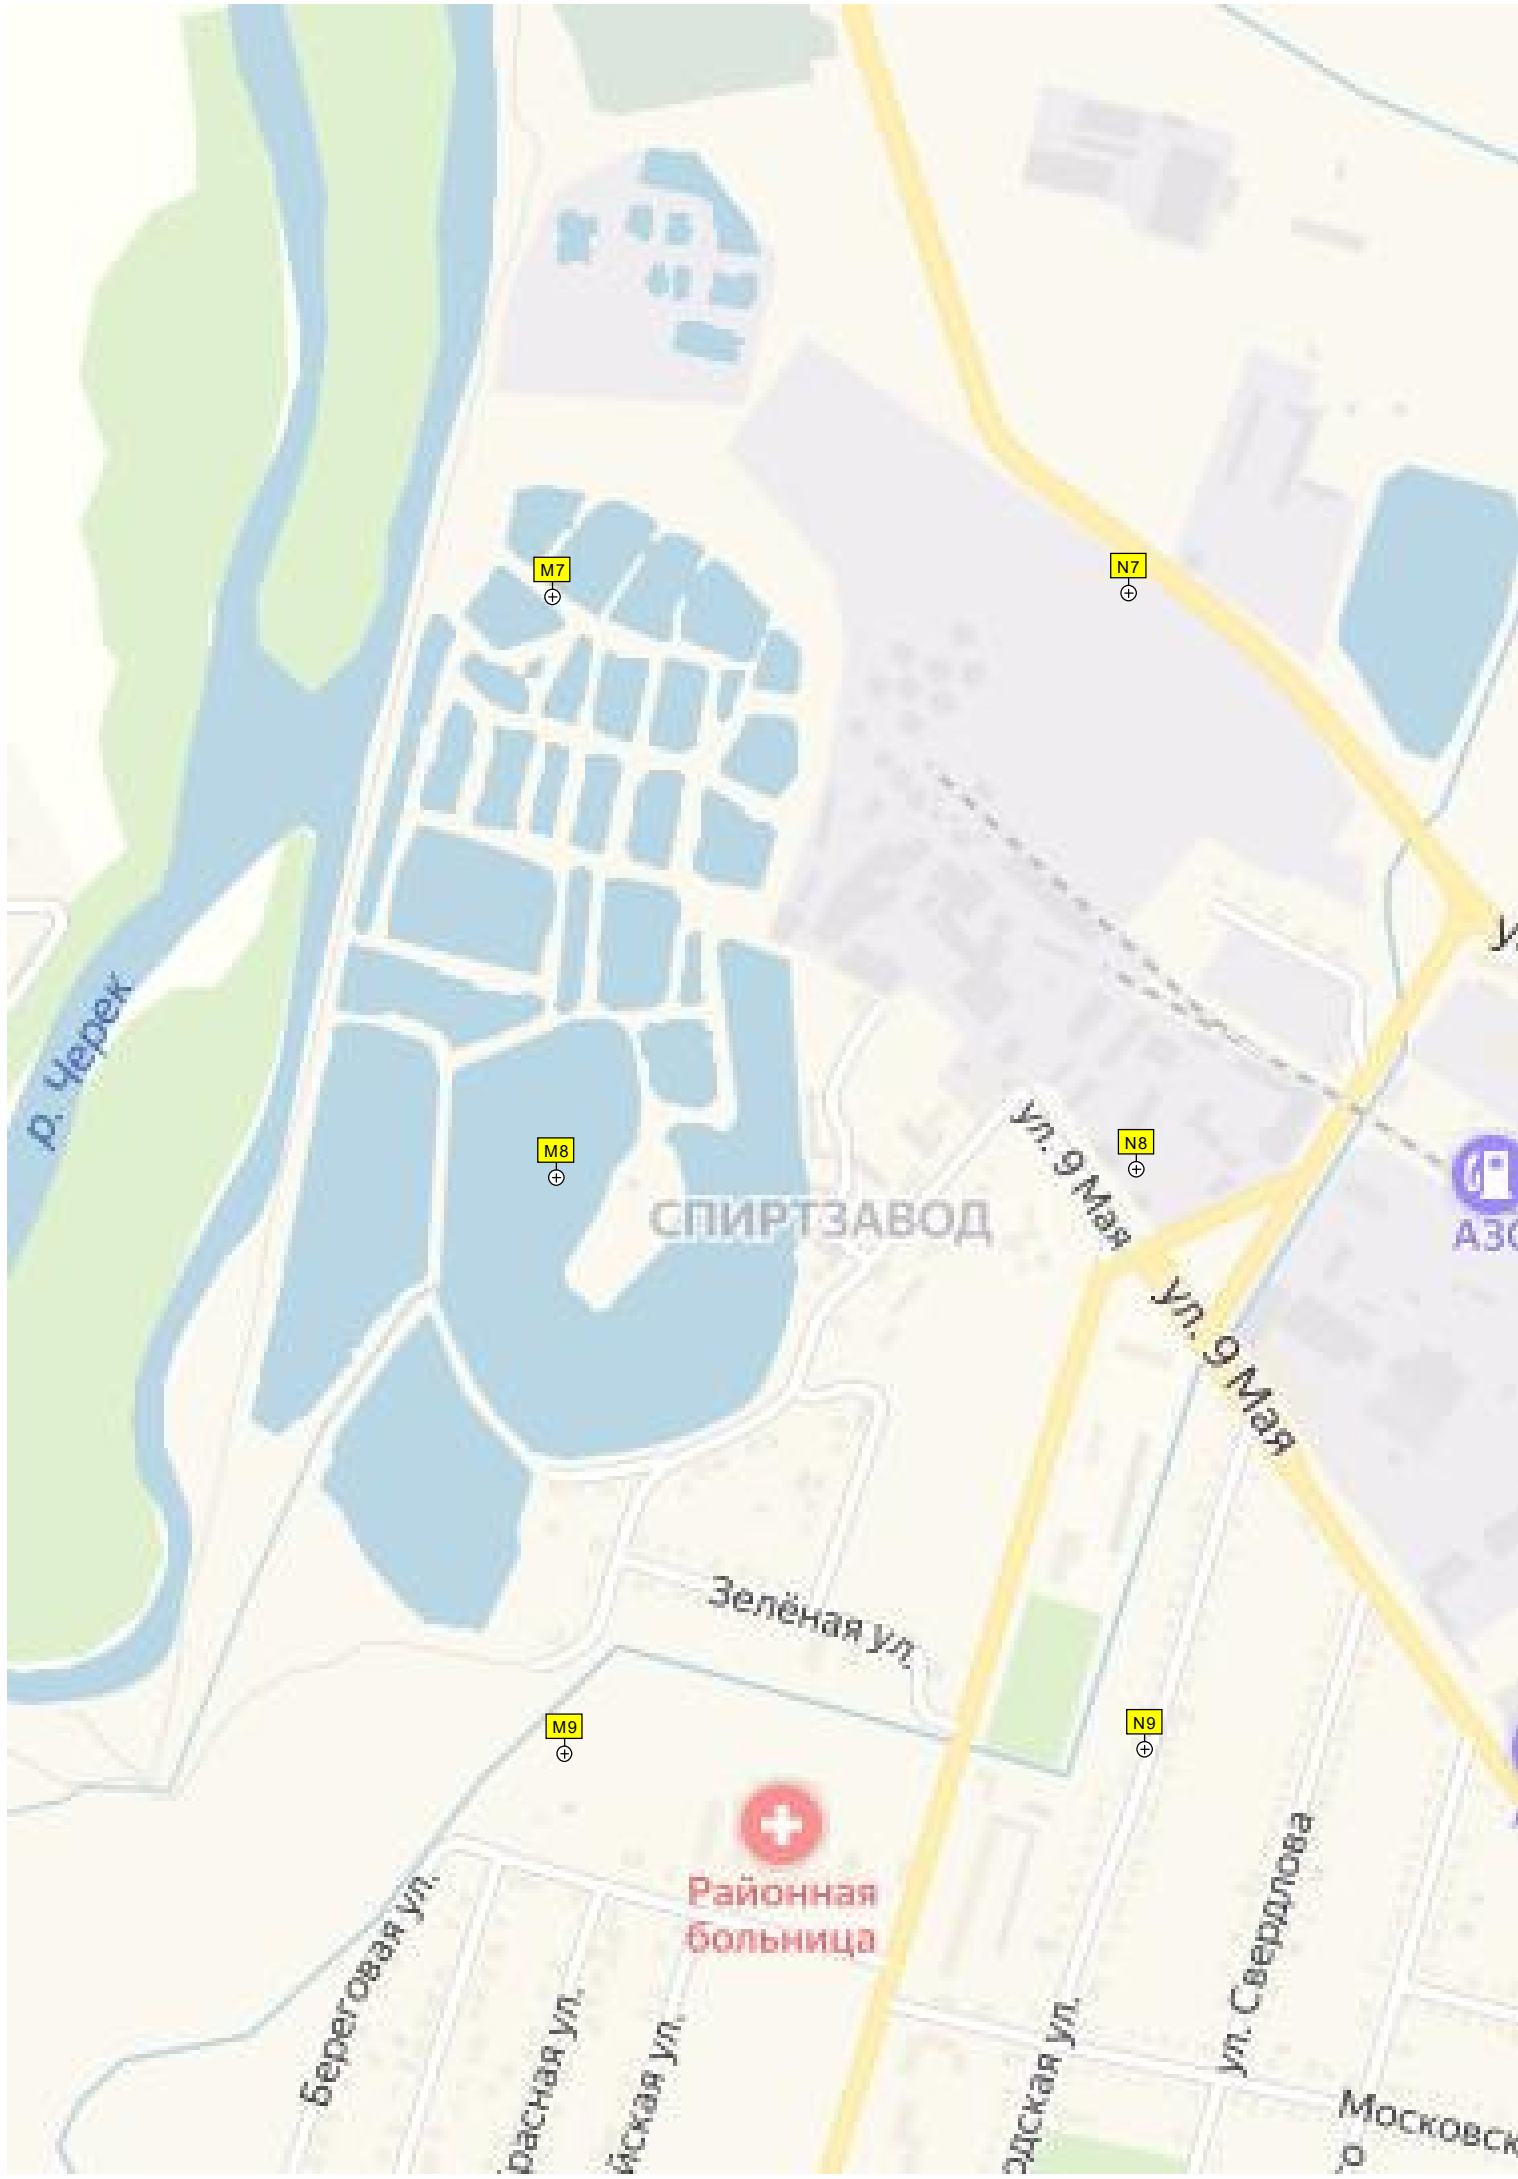 M7
N7
р. Черек
M8
N8
ул. 9 Мая
СПИРТЗАВОД
ул. 9 Мая
Зелёная ул.
M9
N9
Районная
больница
Береговая ул.
ул. Свердлова